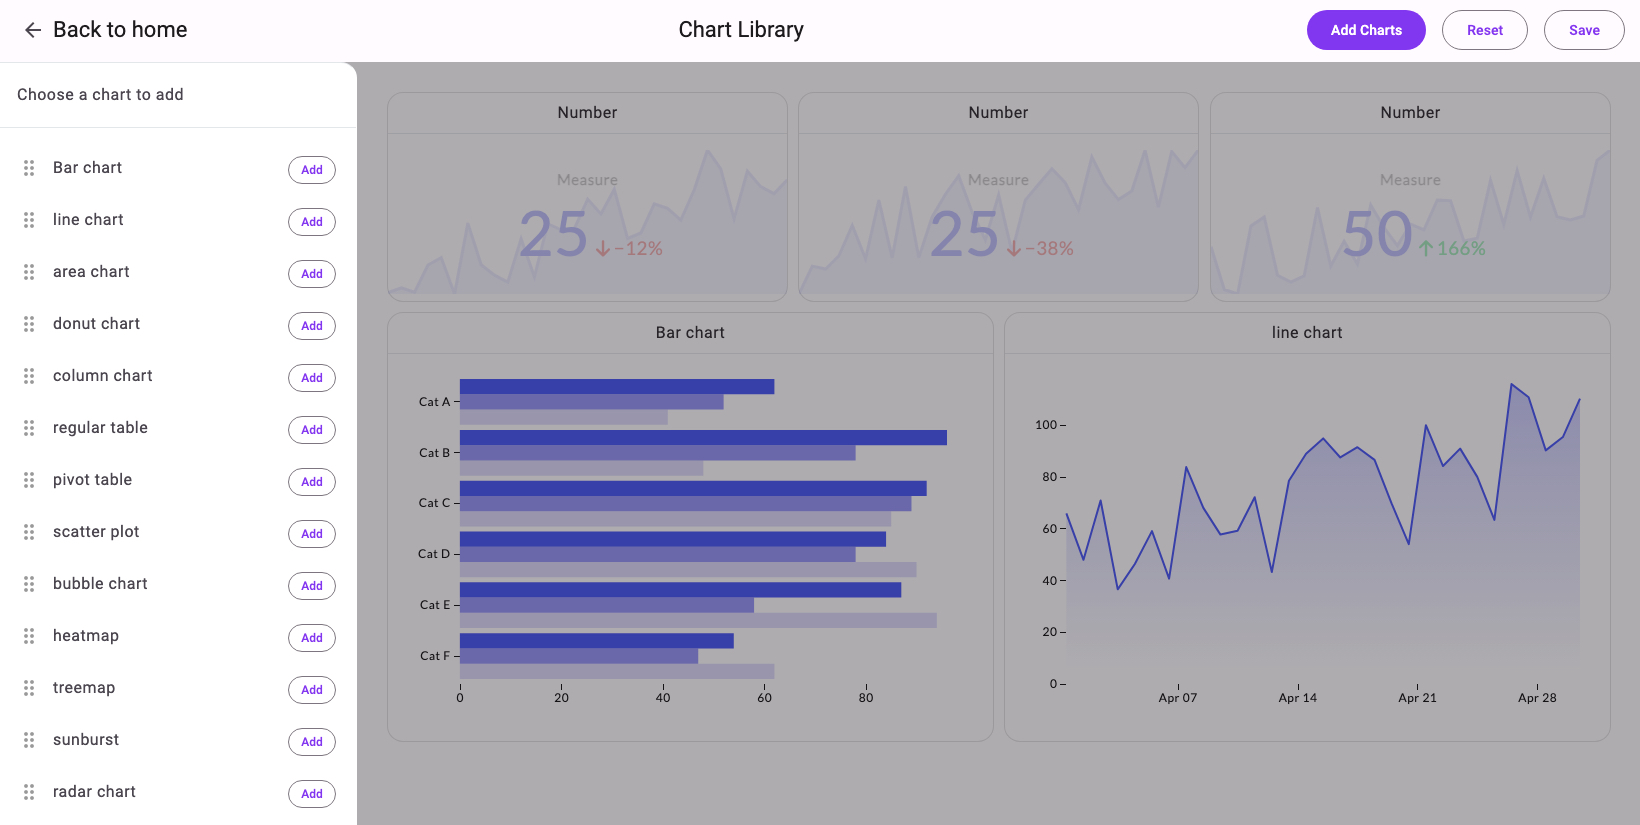 Back to home
Chart Library
Add Charts
Reset
Save
Choose a chart to add
Bar chart
Add
line chart
Add
area chart
Add
donut chart
Add
column chart
Add
regular table
Add
pivot table
Add
scatter plot
Add
bubble chart
Add
heatmap
Add
treemap
Add
sunburst
Add
radar chart
Add
Number
Measure
25
−12%
Number
Measure
25
−38%
Number
Measure
50
166%
Bar chart
Cat A
Cat B
Cat C
Cat D
Cat E
Cat F
0 20 40 60 80
line chart
100
80
60
40
20
0
Apr 07 Apr 14 Apr 21 Apr 28